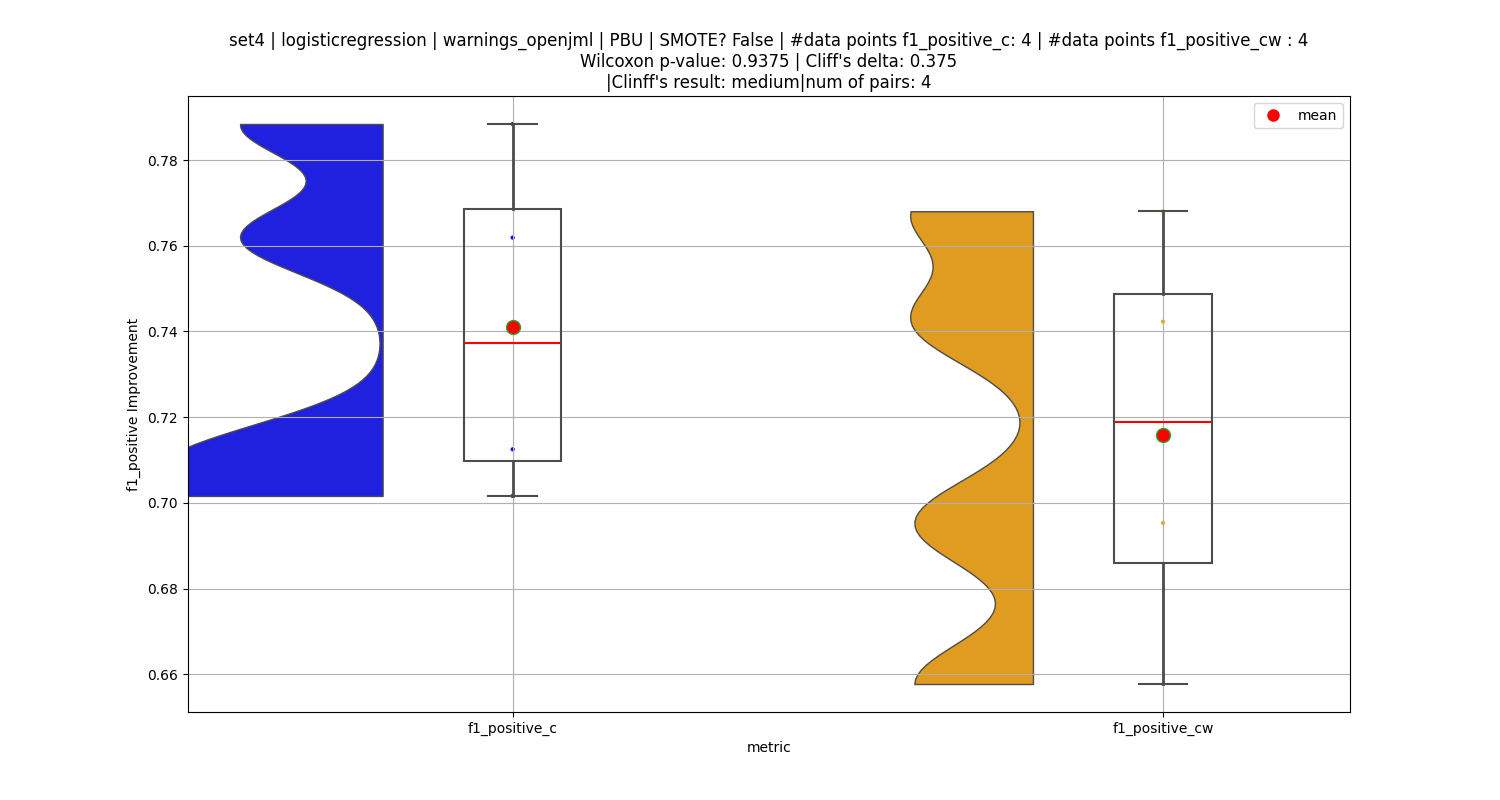 set4 | logisticregression | warnings_openjml | PBU | SMOTE? False | #data points f1_positive_c: 4 | #data points f1_positive_cw : 4
Wilcoxon p-value: 0.9375 | Cliff's delta: 0.375
|Clinff's result: medium|num of pairs: 4
mean
0.78
0.76
0.74
0.72
0.70
0.68
0.66
f1_positive Improvement
f1_positive_c
f1_positive_cw
metric